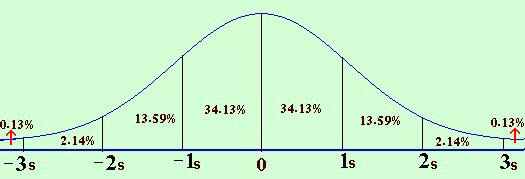 34.13% 34.13%
13.59% 13.59%
0.13% 0.13%
2.14% 2.14%
-3s -2s -1s 0 1s 2s 3s